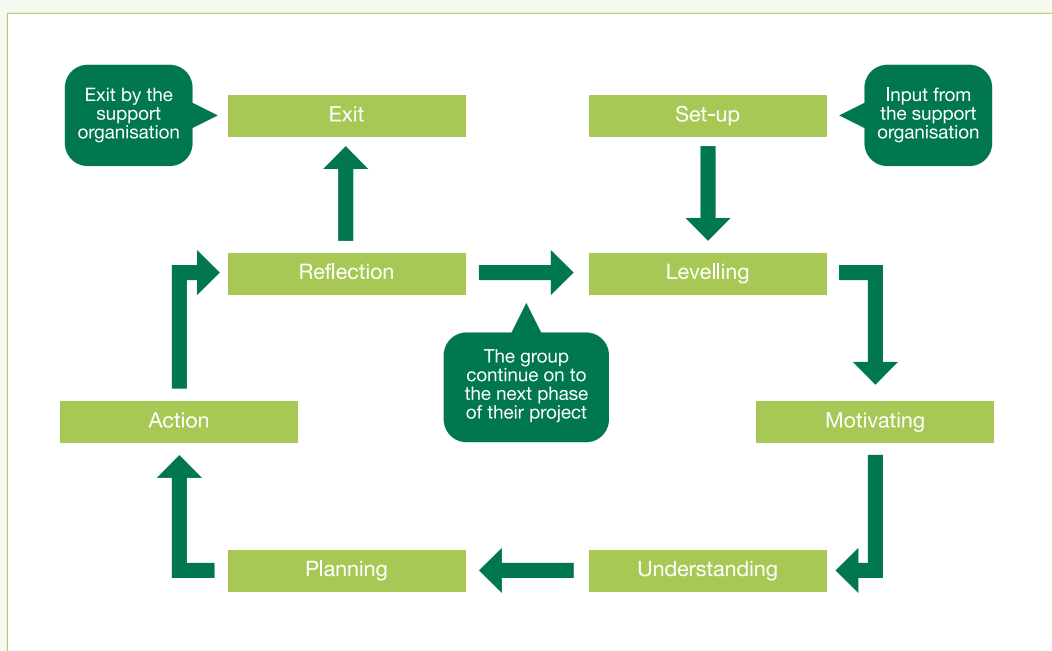 Exit by the
support
organisation
Exit
Set-up
Input from
the support
organisation
Reflection
Levelling
The group
continue on to
the next phase
of their project
Action
Motivating
Planning
Understanding